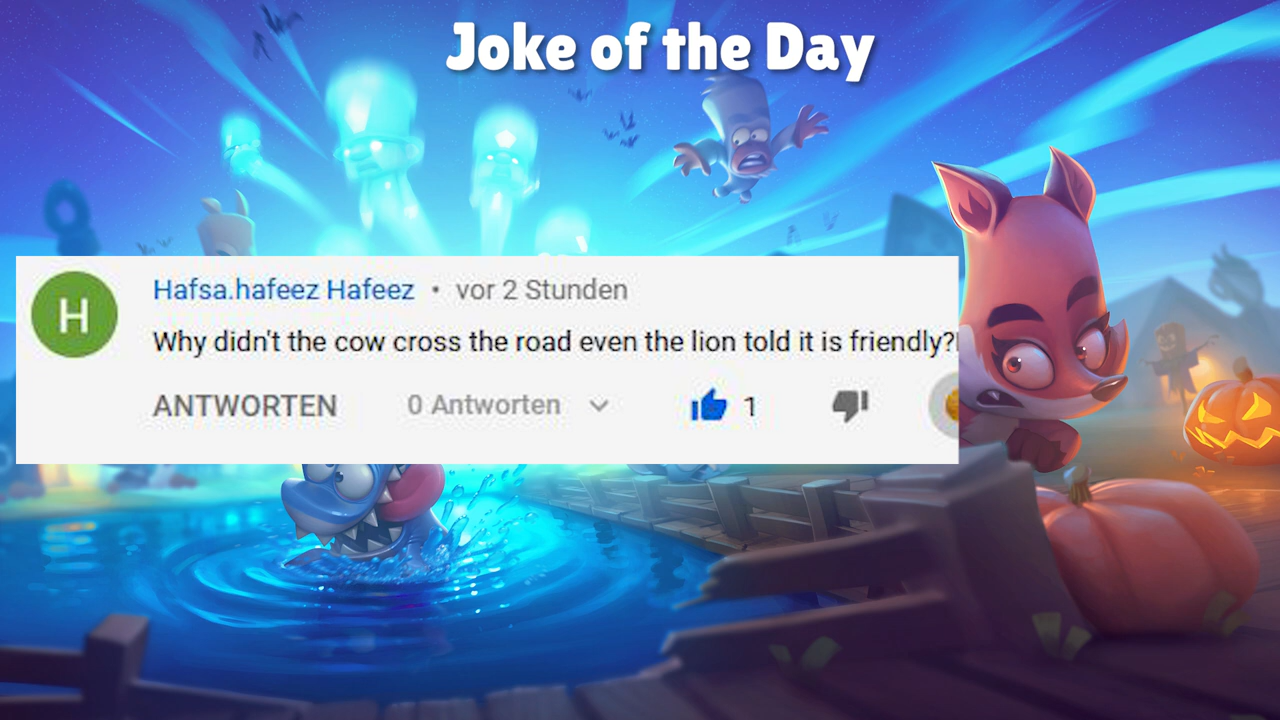 Joke of the Day
H
Hafsa.hafeez Hafeez • vor 2 Stunden
Why didn't the cow cross the road even the lion told it is friendly?
ANTWORTEN 0 Antworten 1